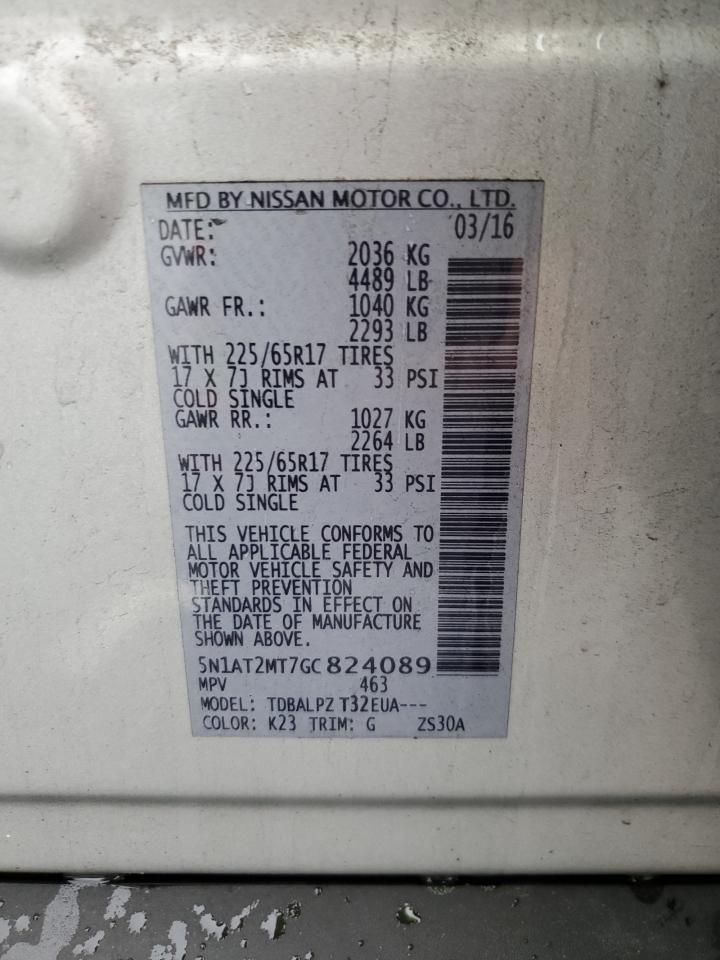 MFD BY NISSAN MOTOR CO., LTD.
DATE: 03/16
GVWR: 2036 KG
4489 LB
GAWR FR.: 1040 KG
2293 LB
WITH 225/65R17 TIRES
17 X 7J RIMS AT 33 PSI
COLD SINGLE
GAWR RR.: 1027 KG
2264 LB
WITH 225/65R17 TIRES
17 X 7J RIMS AT 33 PSI
COLD SINGLE
THIS VEHICLE CONFORMS TO
ALL APPLICABLE FEDERAL
MOTOR VEHICLE SAFETY AND
THEFT PREVENTION
STANDARDS IN EFFECT ON
THE DATE OF MANUFACTURE
SHOWN ABOVE.
5N1AT2MT7GC824089
MPV 463
MODEL: TDBALPZ T32EUA---
COLOR: K23 TRIM: G ZS30A